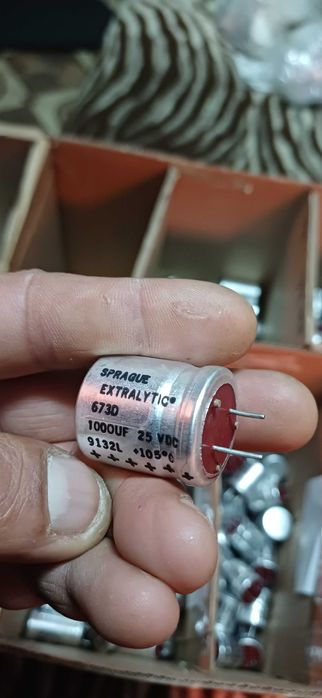 SPRAGUE
EXTRALYTIC®
673D
1000UF 25 VDC
9132L +105°C
+ + + + + +